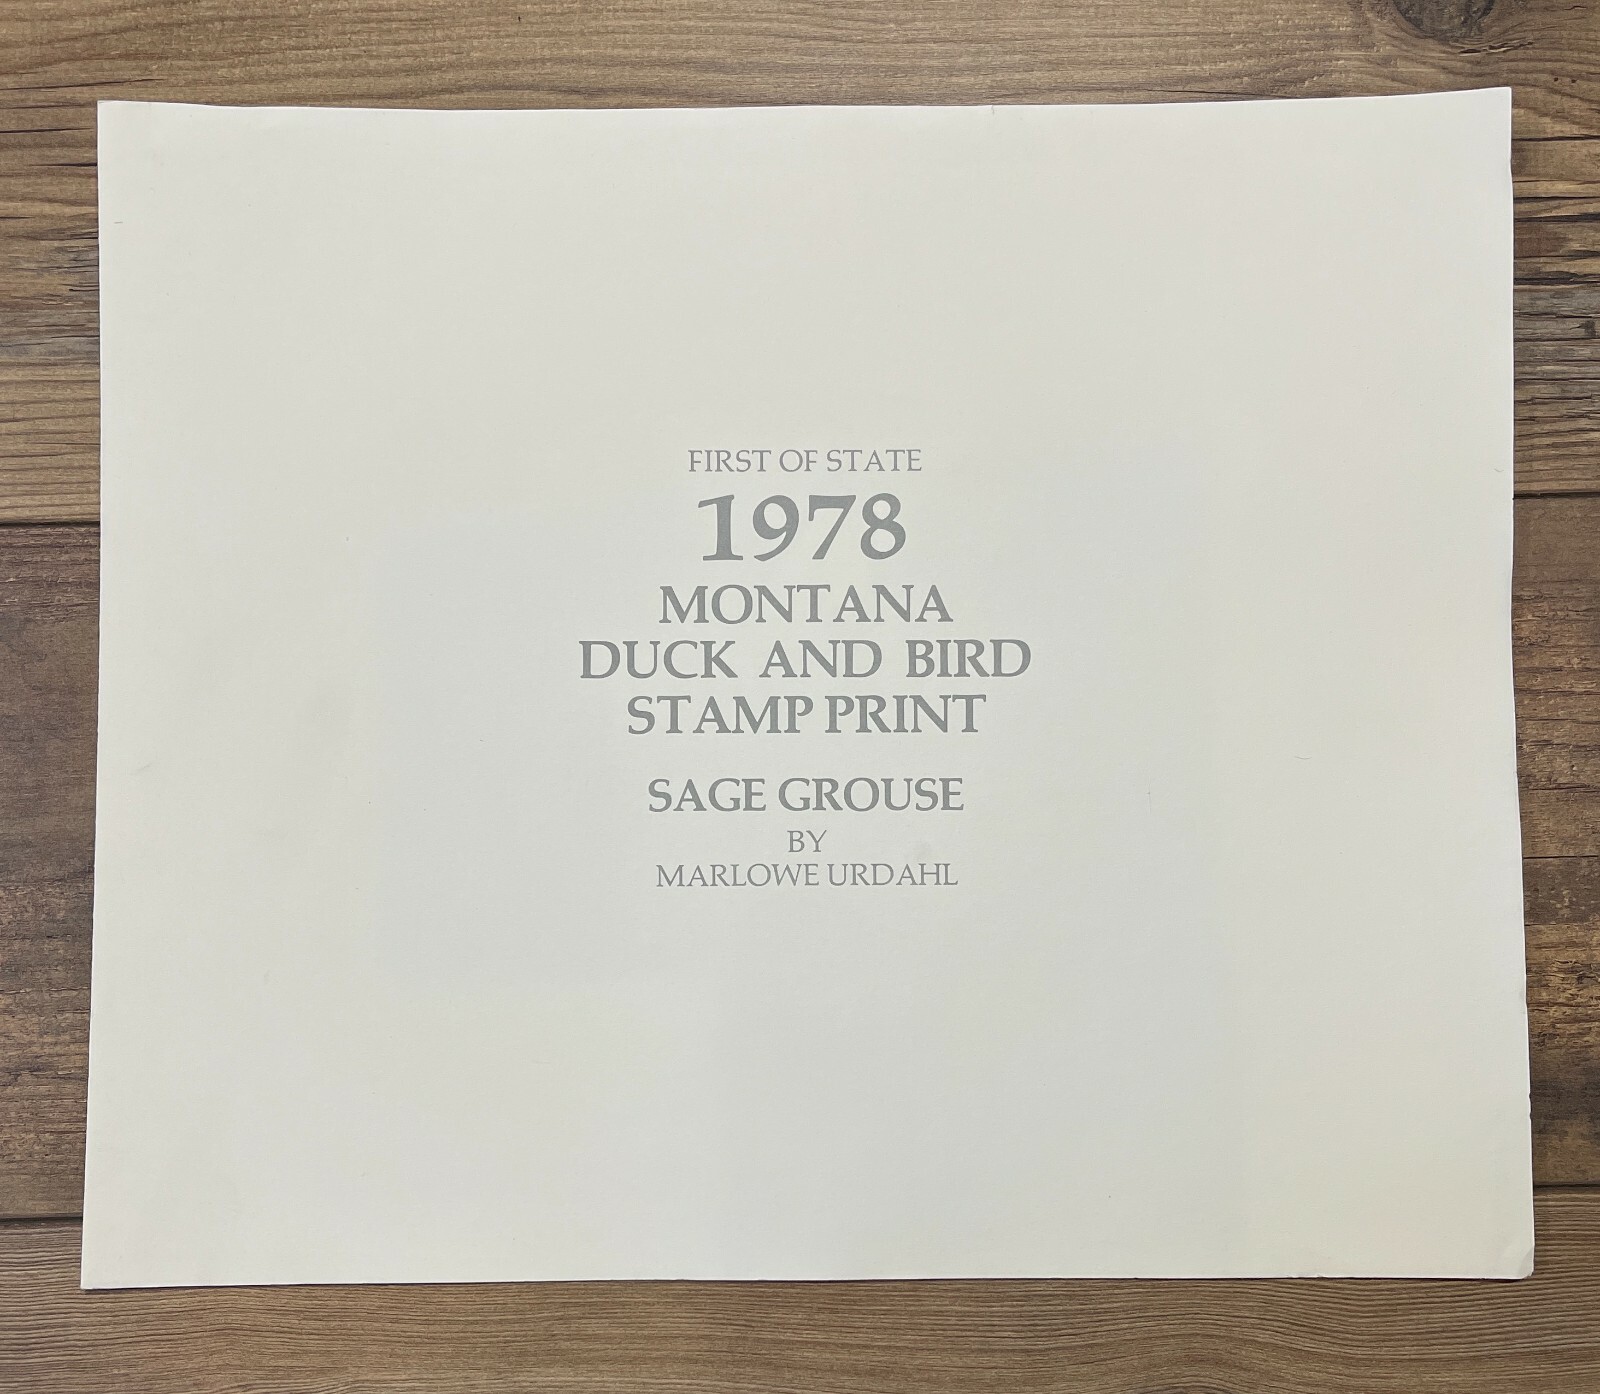 FIRST OF STATE
1978
MONTANA
DUCK AND BIRD
STAMP PRINT
SAGE GROUSE
BY
MARLOWE URDAHL